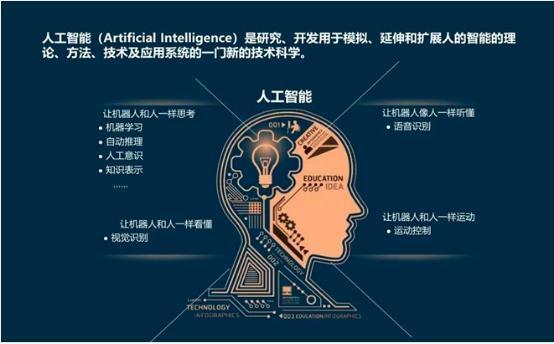 人工智能（Artificial Intelligence）是研究、开发用于模拟、延伸和扩展人的智能的理
论、方法、技术及应用系统的一门新的技术科学。
人工智能
让机器人和人一样思考
• 机器学习
• 自动推理
• 人工意识
• 知识表示
……
让机器人像人一样听懂
• 语音识别
001
CREATIVE
EDUCATION
IDEA
让机器人和人一样看懂
• 视觉识别
让机器人和人一样运动
• 运动控制
TECHNOLOGY
002
TECHNOLOGY
INFOGRAPHICS
003 EDUCATION INFOGRAPHICS